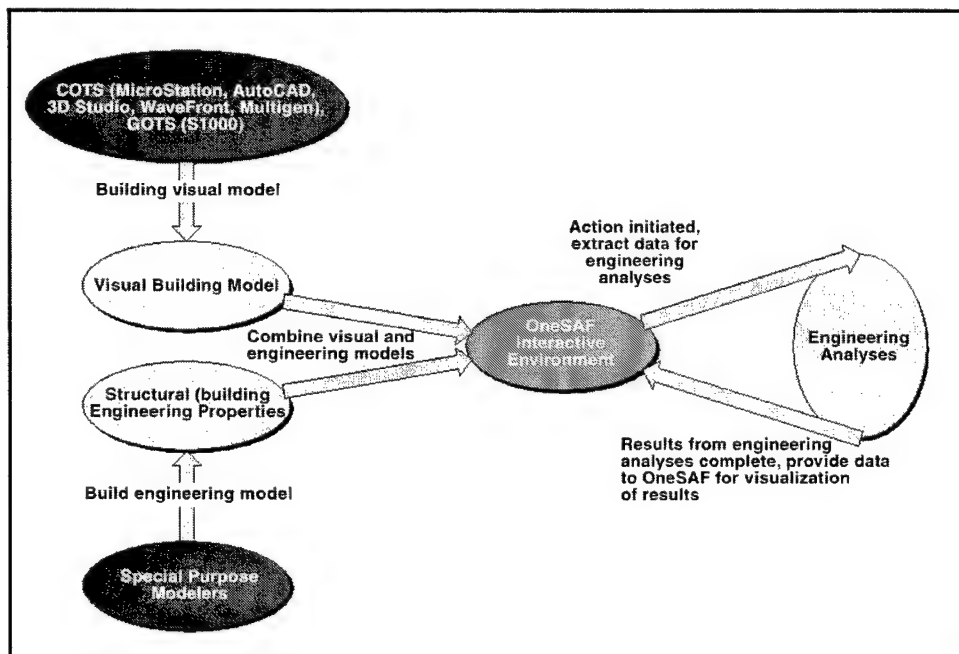 COTS (MicroStation, AutoCAD,
3D Studio, WaveFront, Multigen),
GOTS (S1000)
Building visual model
Visual Building Model
Combine visual and
engineering models
Structural (building
Engineering Properties
Build engineering model
Special Purpose
Modelers
OneSAF
Interactive
Environment
Action initiated,
extract data for
engineering
analyses
Engineering
Analyses
Results from engineering
analyses complete, provide data
to OneSAF for visualization
of results